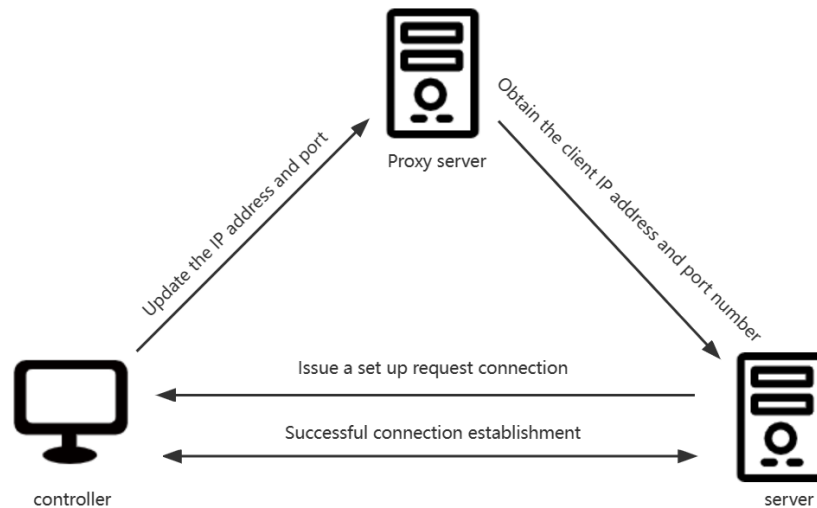 Proxy server
Update the IP address and port
Obtain the client IP address and port number
Issue a set up request connection
Successful connection establishment
controller
server